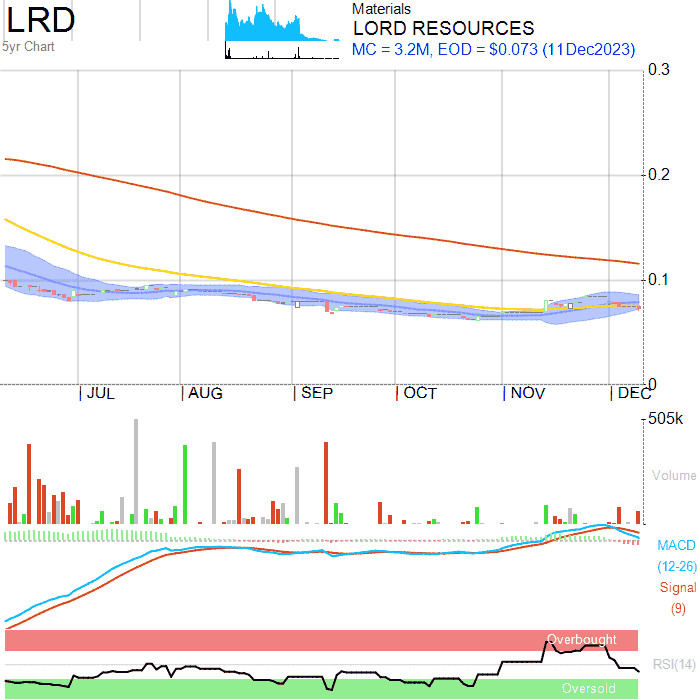 LRD
5yr Chart
Materials
LORD RESOURCES
MC = 3.2M, EOD = $0.073 (11Dec2023)
0.3
0.2
0.1
0
JUL AUG SEP OCT NOV DEC
505k
Volume
MACD
(12-26)
Signal
(9)
Overbought
RSI(14)
Oversold